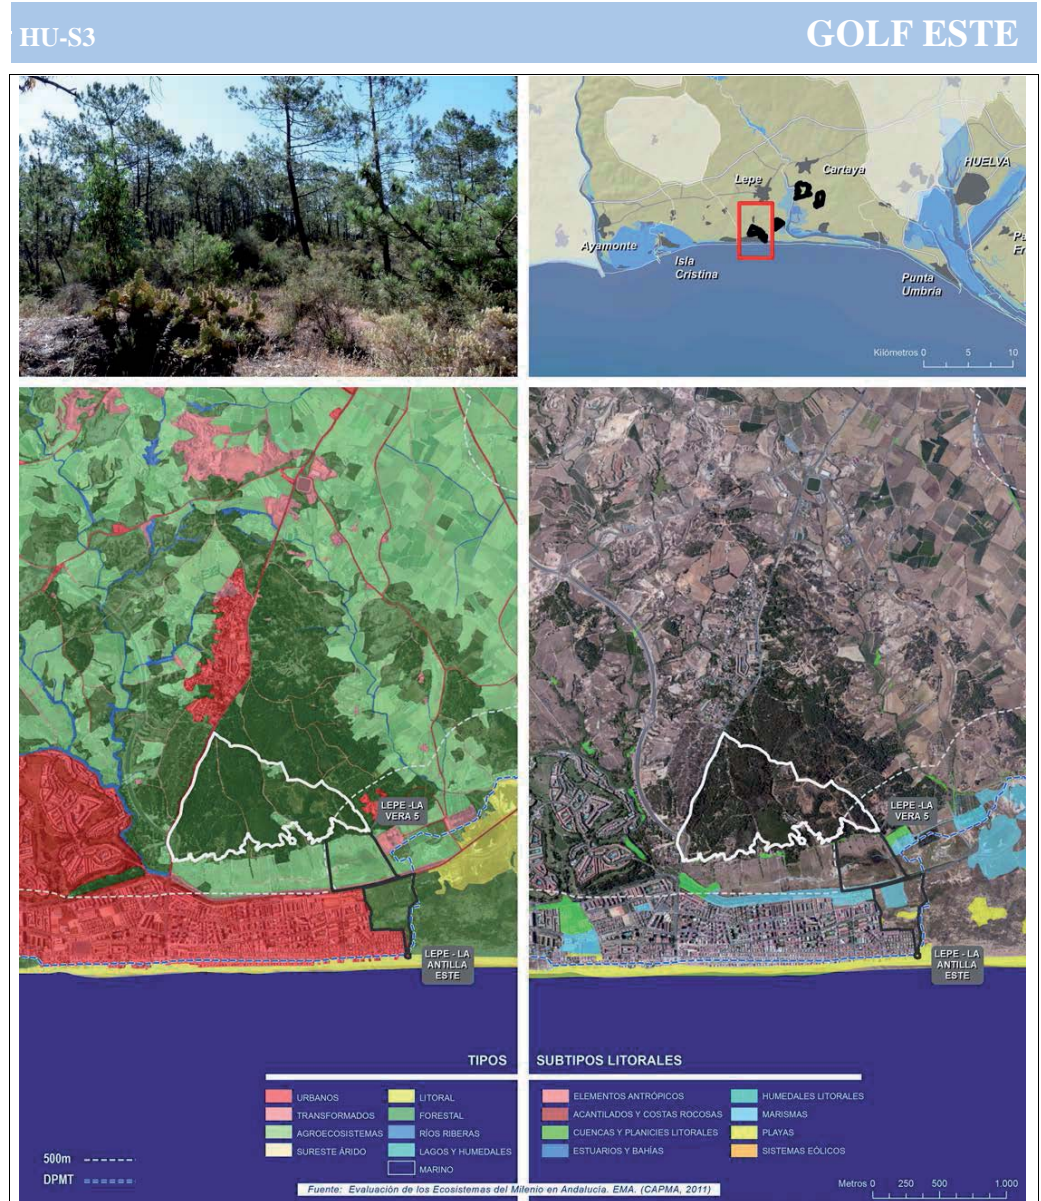 HU-S3
GOLF ESTE
Lepe
Cartaya
HUELVA
Ayamonte
Isla
Cristina
Punta
Umbría
Kilómetros 0 5 10
LEPE -LA
VERA 5
LEPE - LA
ANTILLA
ESTE
LEPE -LA
VERA 5
LEPE - LA
ANTILLA
ESTE
TIPOS
URBANOS
TRANSFORMADOS
AGROECOSISTEMAS
SURESTE ÁRIDO
LITORAL
FORESTAL
RÍOS RIBERAS
LAGOS Y HUMEDALES
MARINO
500m
DPMT
SUBTIPOS LITORALES
ELEMENTOS ANTRÓPICOS
ACANTILADOS Y COSTAS ROCOSAS
CUENCAS Y PLANICIES LITORALES
ESTUARIOS Y BAHÍAS
HUMEDALES LITORALES
MARISMAS
PLAYAS
SISTEMAS EÓLICOS
Fuente: Evaluación de los Ecosistemas del Milenio en Andalucía. EMA. (CAPMA, 2011)
Metros 0 250 500 1.000